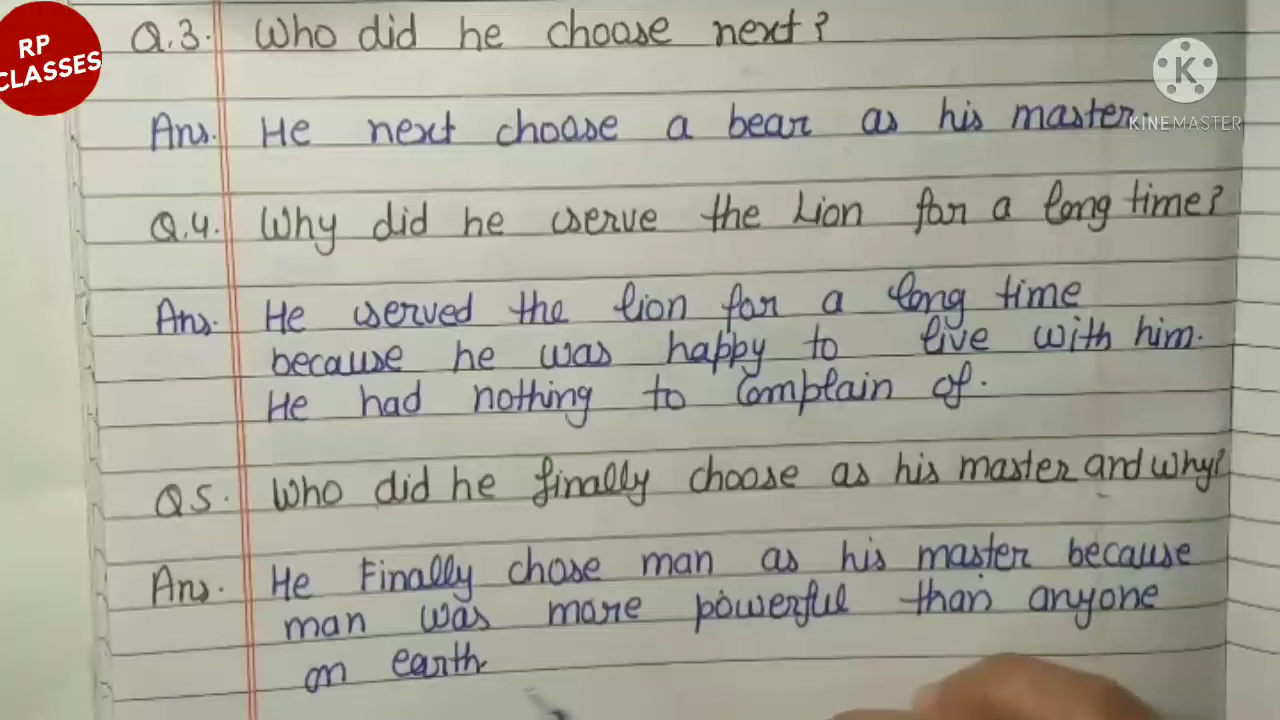 RP
CLASSES
K
KINEMASTER
Q.3. Who did he choose next?
Ans. He next choose a bear as his master.
Q.4. Why did he serve the Lion for a long time?
Ans. He served the lion for a long time
because he was happy to live with him.
He had nothing to complain of.
Q5. Who did he finally choose as his master and why?
Ans. He Finally chose man as his master because
man was more powerful than anyone
on earth.